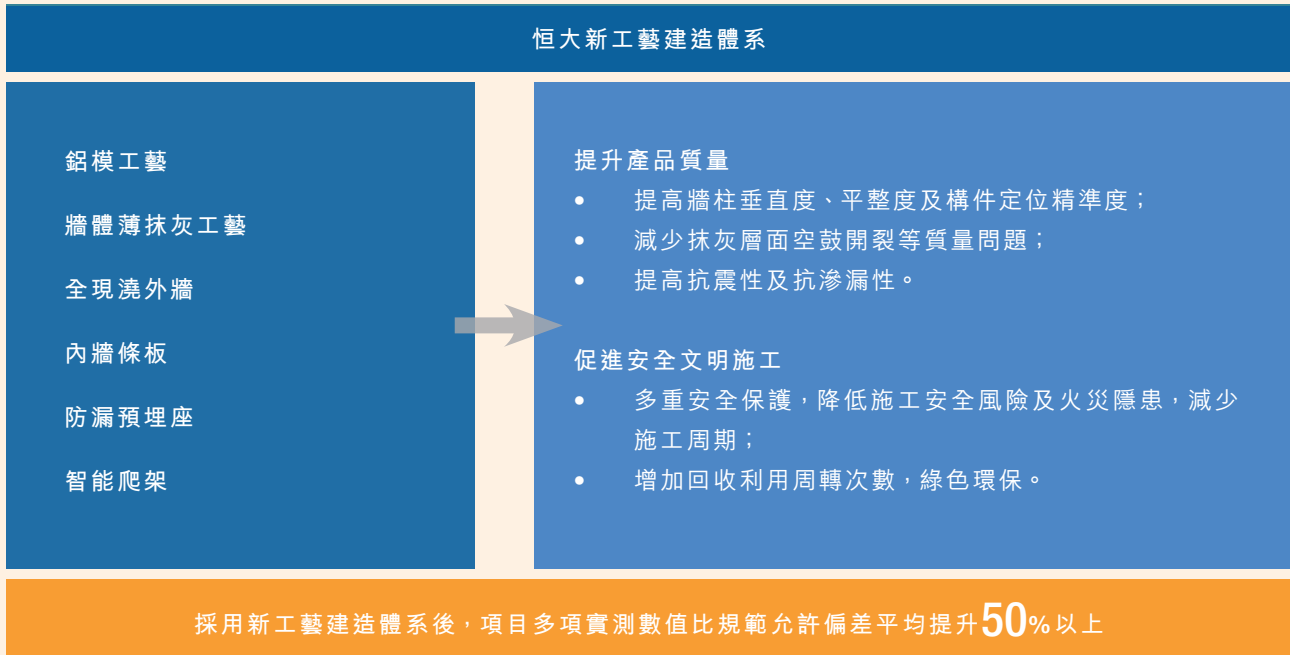 恒大新工藝建造體系
鋁模工藝
牆體薄抹灰工藝
全現澆外牆
內牆條板
防漏預埋座
智能爬架
提升產品質量
• 提高牆柱垂直度、平整度及構件定位精準度；
• 減少抹灰層面空鼓開裂等質量問題；
• 提高抗震性及抗滲漏性。
促進安全文明施工
• 多重安全保護，降低施工安全風險及火災隱患，減少
施工周期；
• 增加回收利用周轉次數，綠色環保。
採用新工藝建造體系後，項目多項實測數值比規範允許偏差平均提升50%以上